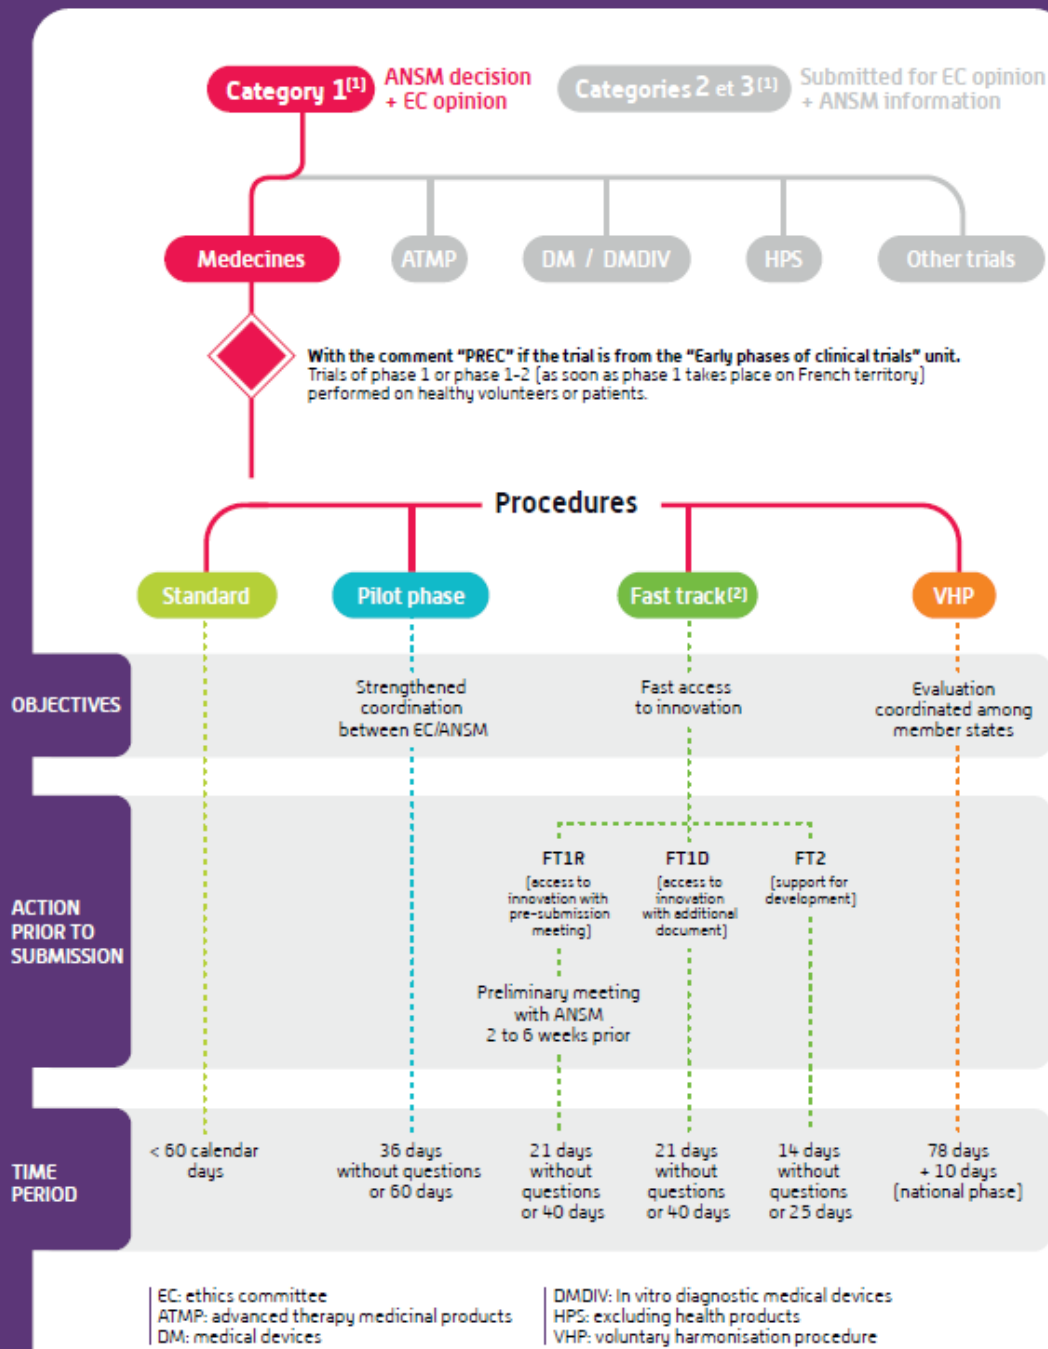 Category 1(1)
ANSM decision
+ EC opinion
Categories 2 et 3(1)
Submitted for EC opinion
+ ANSM information
Medecines
ATMP
DM / DMDIV
HPS
Other trials
With the comment "PREC" if the trial is from the "Early phases of clinical trials" unit.
Trials of phase 1 or phase 1-2 (as soon as phase 1 takes place on French territory)
performed on healthy volunteers or patients.
Procedures
Standard
Pilot phase
Fast track(2)
VHP
OBJECTIVES
Strengthened
coordination
between EC/ANSM
Fast access
to innovation
Evaluation
coordinated among
member states
ACTION
PRIOR TO
SUBMISSION
FT1R
(access to
innovation with
pre-submission
meeting)
FT1D
(access to
innovation
with additional
document)
FT2
(support for
development)
Preliminary meeting
with ANSM
2 to 6 weeks prior
TIME
PERIOD
< 60 calendar
days
36 days
without questions
or 60 days
21 days
without
questions
or 40 days
21 days
without
questions
or 40 days
14 days
without
questions
or 25 days
78 days
+ 10 days
(national phase)
EC: ethics committee
ATMP: advanced therapy medicinal products
DM: medical devices
DMDIV: In vitro diagnostic medical devices
HPS: excluding health products
VHP: voluntary harmonisation procedure